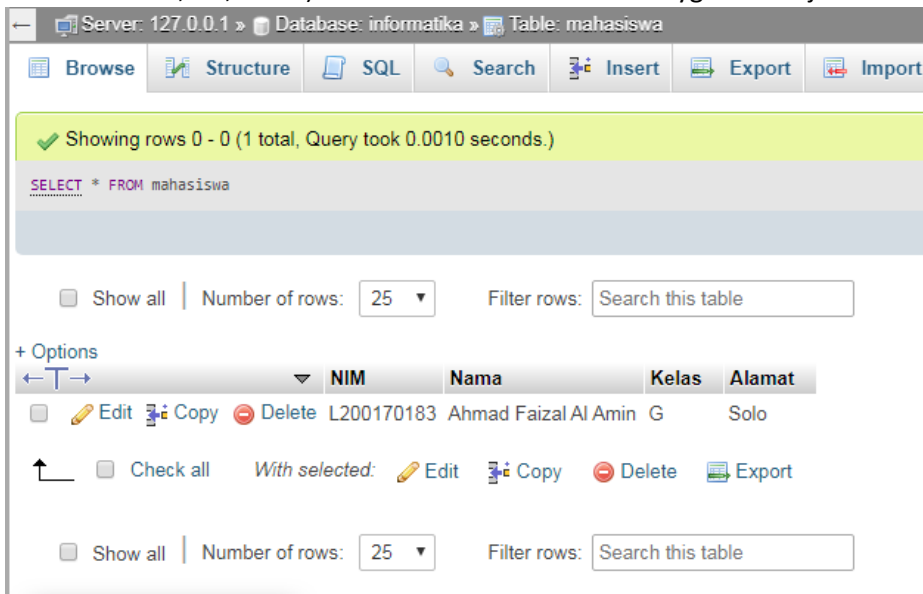 Server: 127.0.0.1 » Database: informatika » Table: mahasiswa
Browse Structure SQL Search Insert Export Import
Showing rows 0 - 0 (1 total, Query took 0.0010 seconds.)
SELECT * FROM mahasiswa
Show all Number of rows: 25 Filter rows: Search this table
+ Options
NIM Nama Kelas Alamat
Edit Copy Delete L200170183 Ahmad Faizal Al Amin G Solo
Check all With selected: Edit Copy Delete Export
Show all Number of rows: 25 Filter rows: Search this table